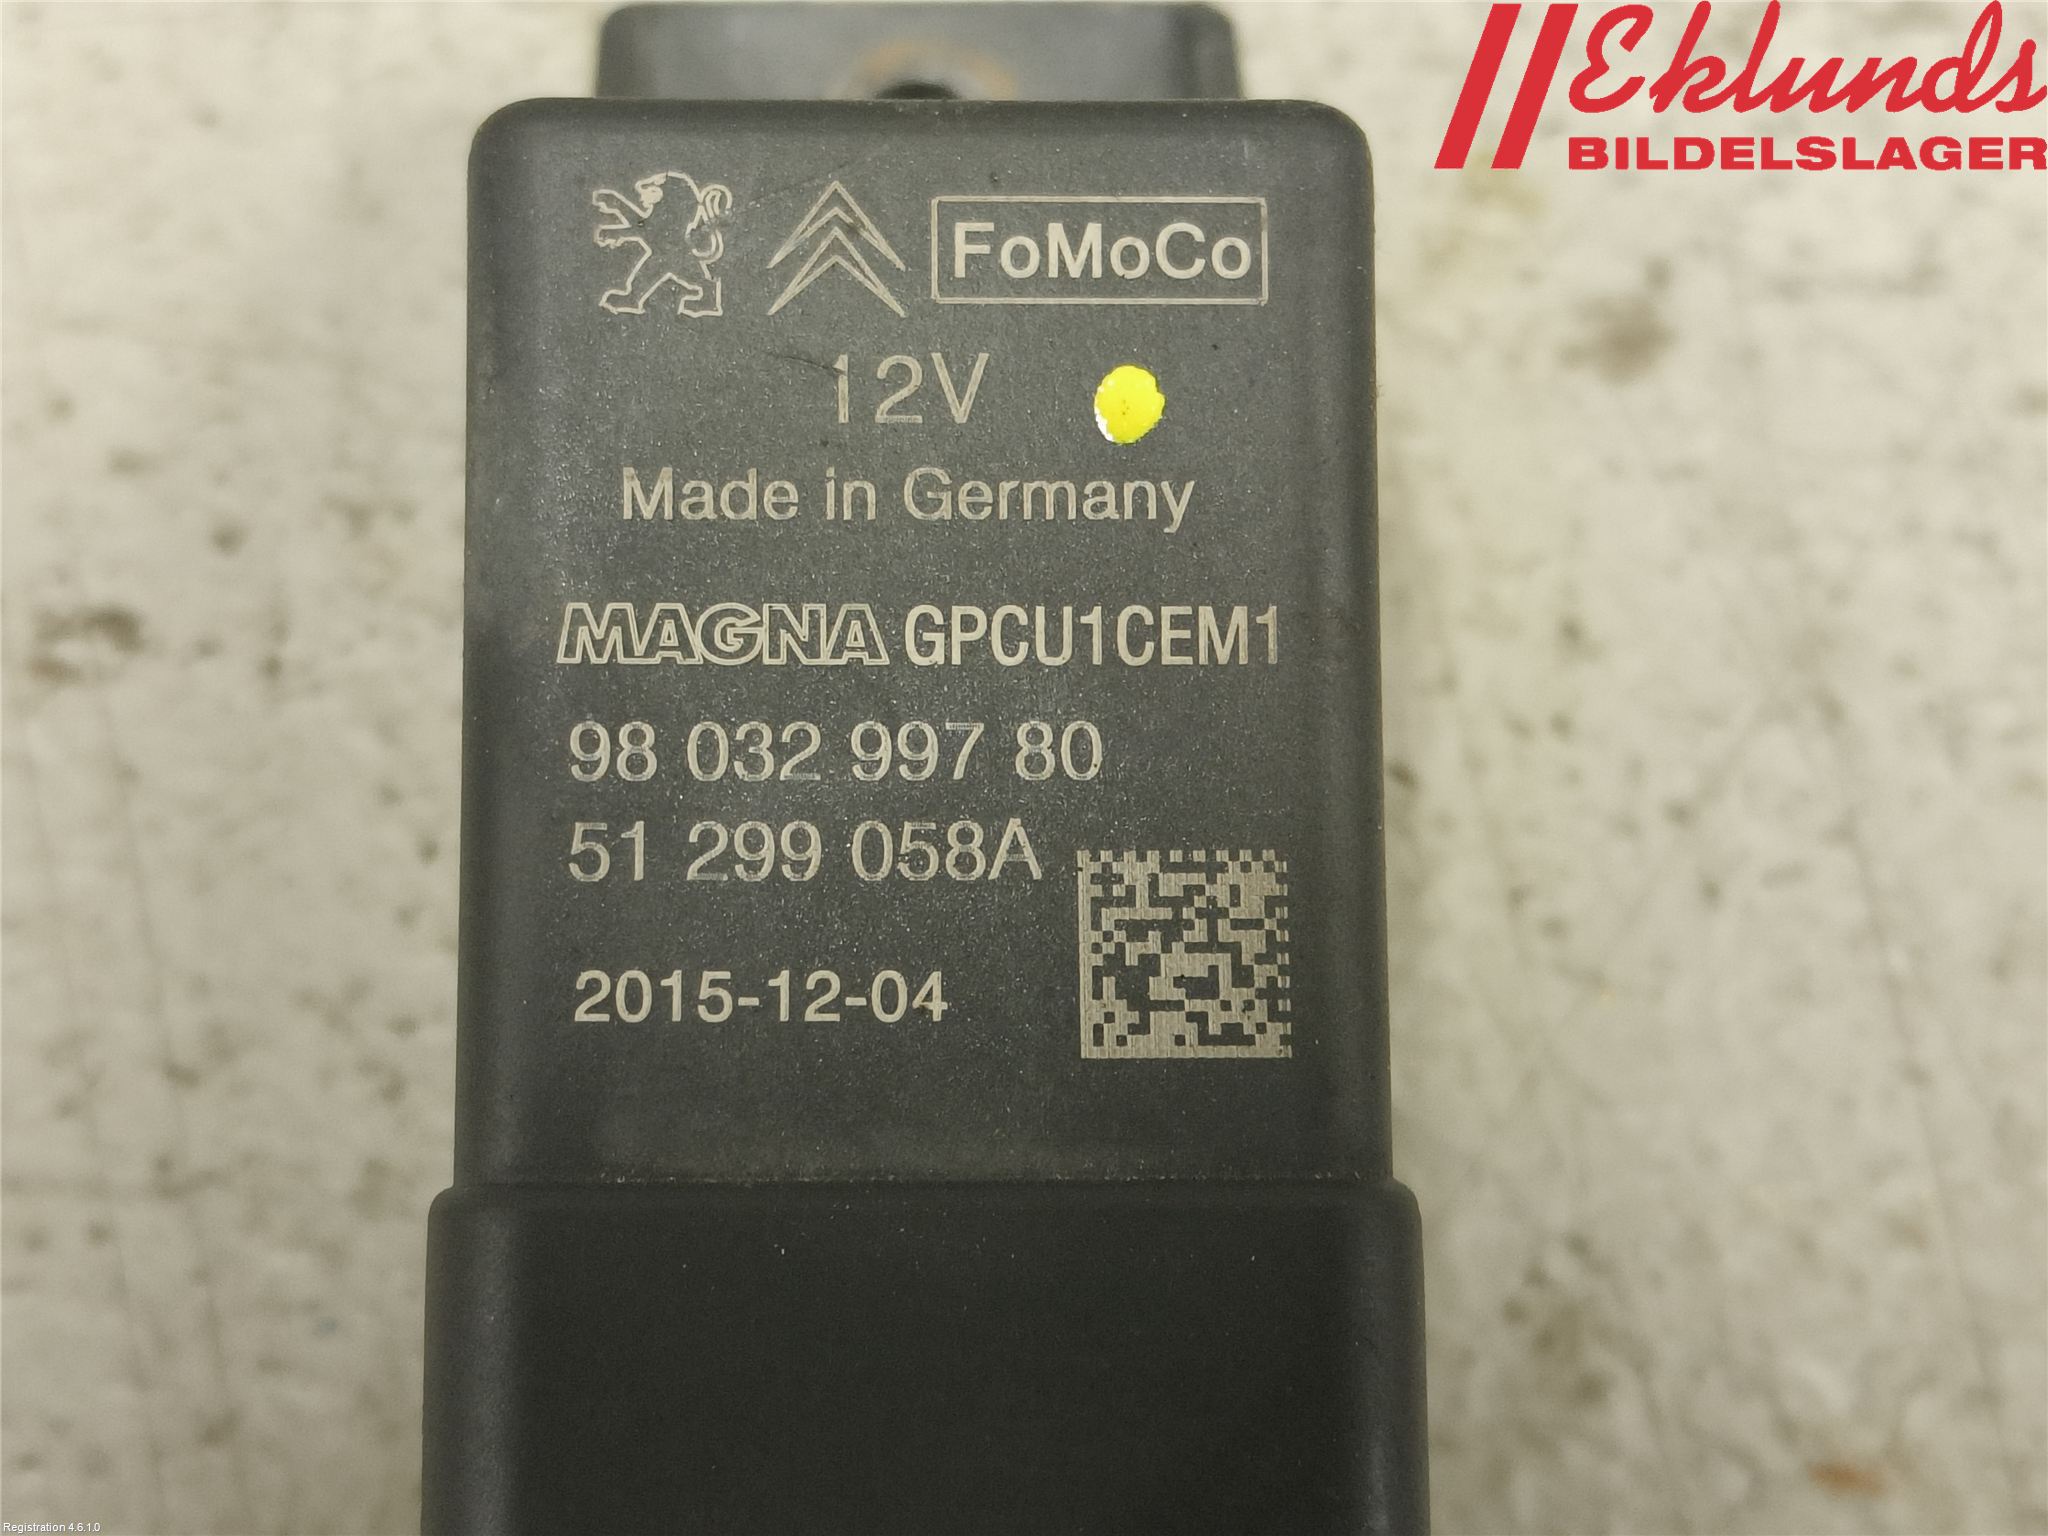 Eklunds
BILDELSLAGER
FoMoCo
12V
Made in Germany
MAGNA GPCU1CEM1
98 032 997 80
51 299 058A
2015-12-04
Registration 4.6.1.0